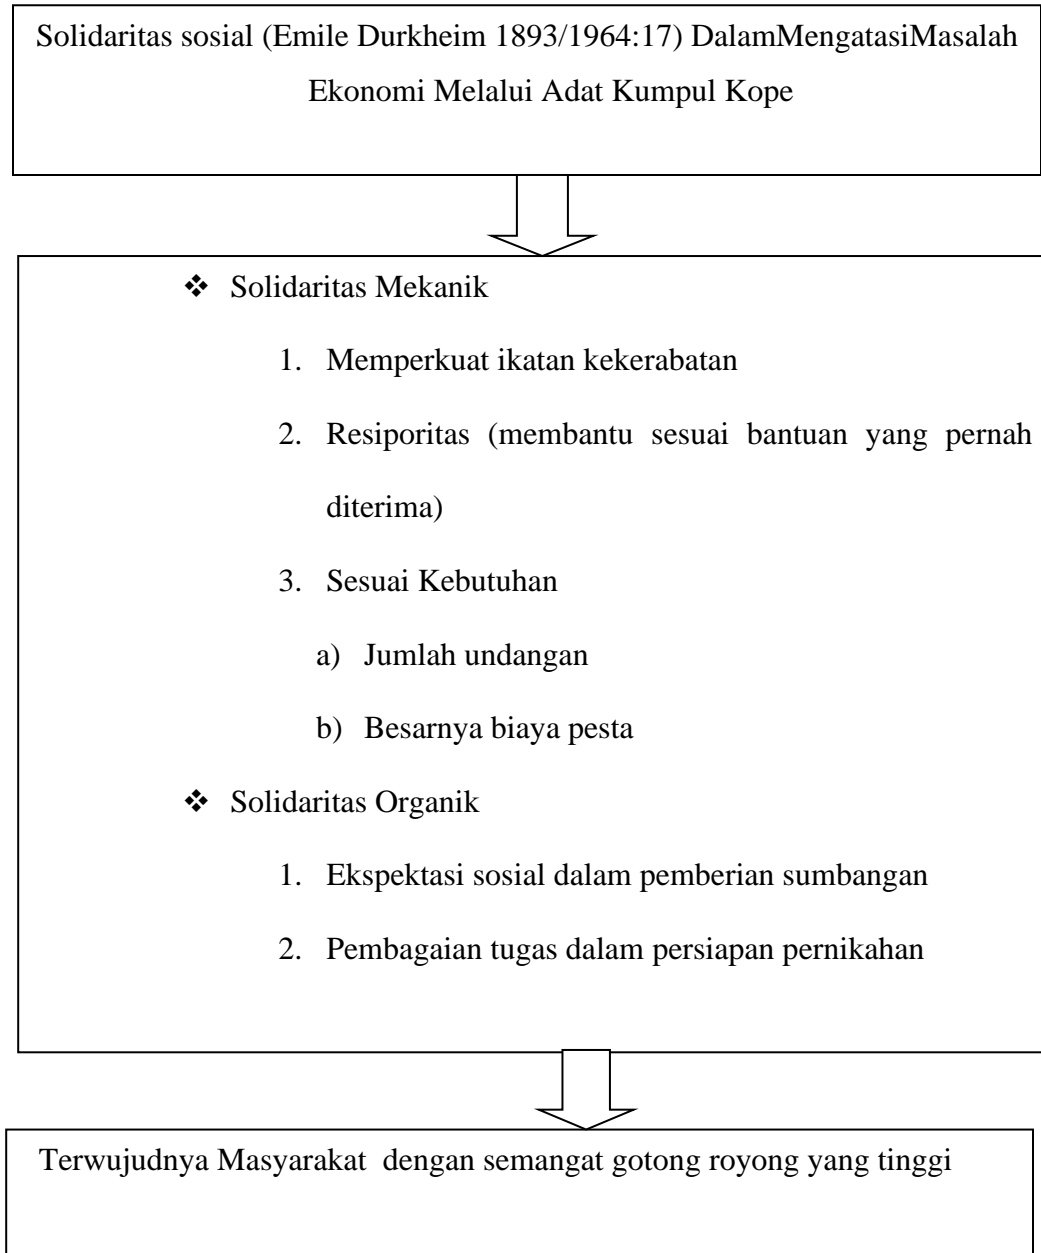 Solidaritas sosial (Emile Durkheim 1893/1964:17) DalamMengatasiMasalah
Ekonomi Melalui Adat Kumpul Kope
❖ Solidaritas Mekanik
1. Memperkuat ikatan kekerabatan
2. Resiporitas (membantu sesuai bantuan yang pernah
diterima)
3. Sesuai Kebutuhan
a) Jumlah undangan
b) Besarnya biaya pesta
❖ Solidaritas Organik
1. Ekspektasi sosial dalam pemberian sumbangan
2. Pembagaian tugas dalam persiapan pernikahan
Terwujudnya Masyarakat dengan semangat gotong royong yang tinggi